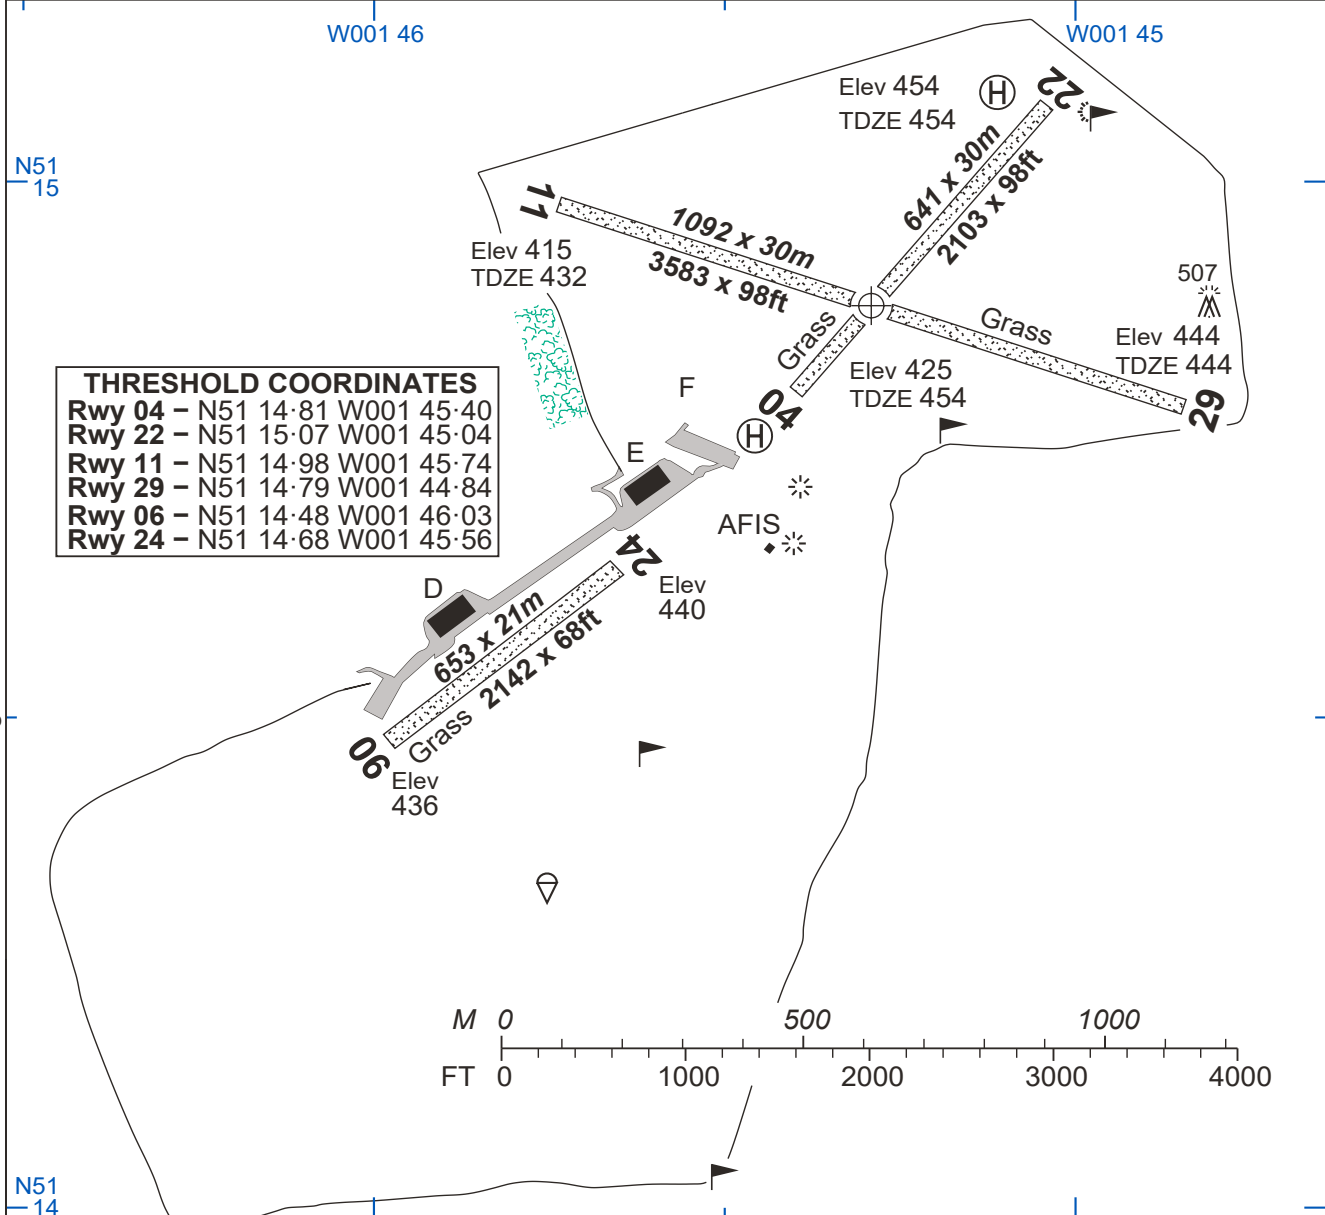 W001 46
W001 45
N51
15
Elev 454
TDZE 454
H
22
641 x 30m
2103 x 98ft
11
1092 x 30m
3583 x 98ft
Elev 415
TDZE 432
507
Grass
Elev 444
TDZE 444
29
Grass
Elev 425
TDZE 454
04
H
F
E
THRESHOLD COORDINATES
Rwy 04 – N51 14·81 W001 45·40
Rwy 22 – N51 15·07 W001 45·04
Rwy 11 – N51 14·98 W001 45·74
Rwy 29 – N51 14·79 W001 44·84
Rwy 06 – N51 14·48 W001 46·03
Rwy 24 – N51 14·68 W001 45·56
AFIS
24
Elev
440
D
653 x 21m
2142 x 68ft
Grass
06
Elev
436
M 0 500 1000
FT 0 1000 2000 3000 4000
N51
14